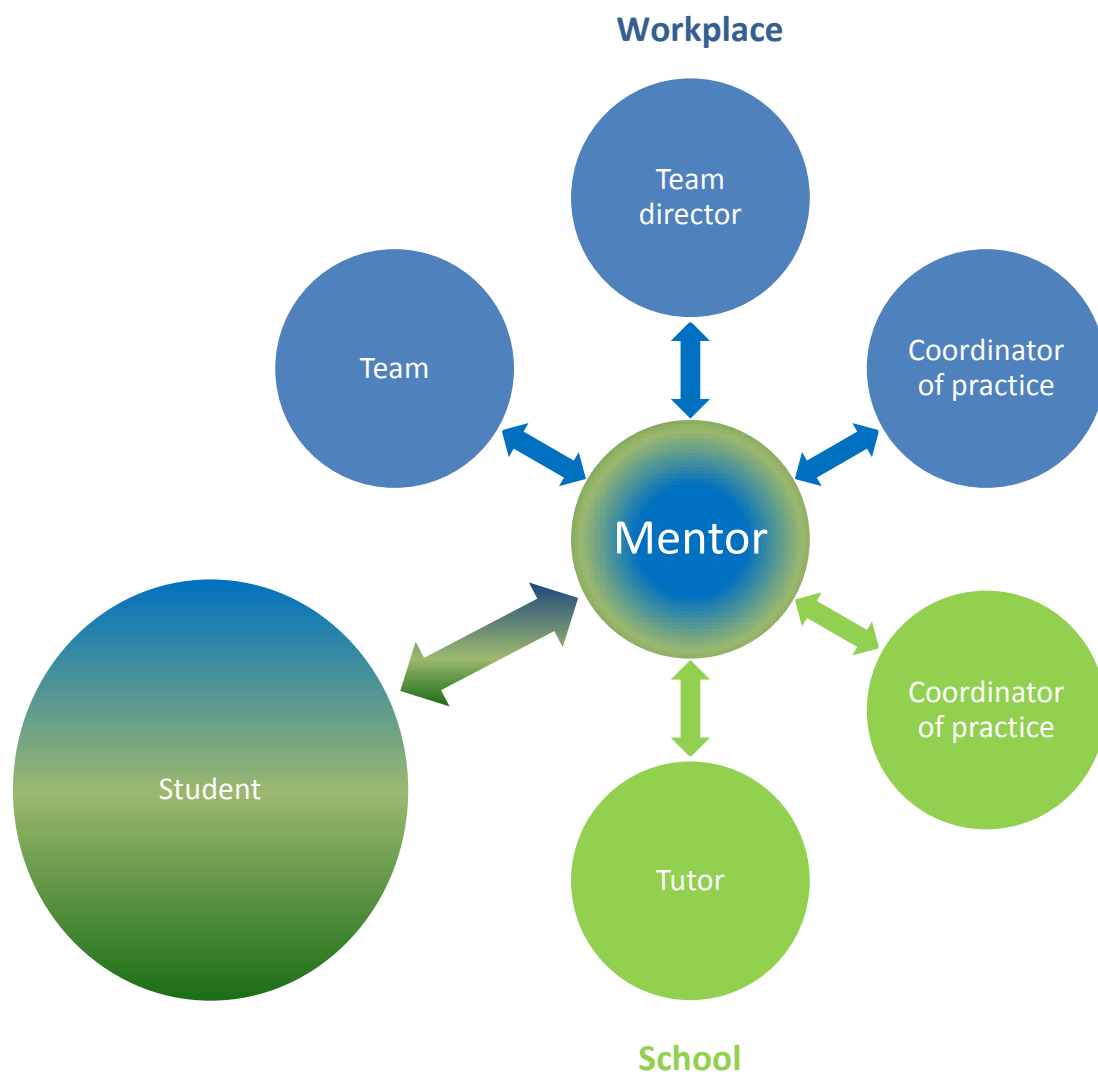 Workplace
Team
director
Team
Coordinator
of practice
Mentor
Coordinator
of practice
Student
Tutor
School